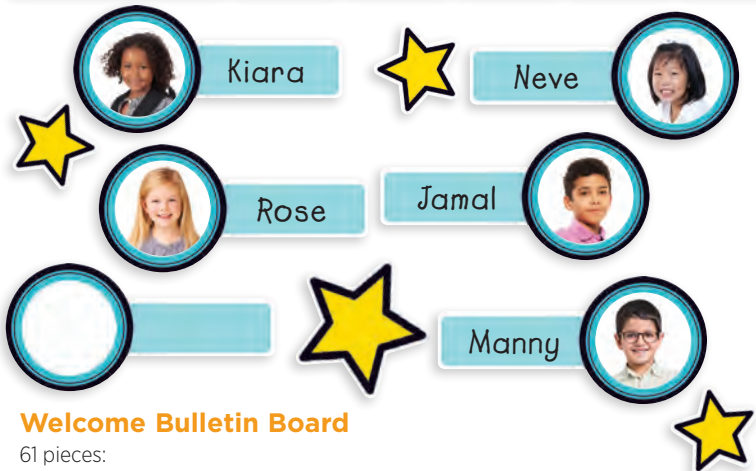 Kiara
Neve
Rose
Jamal
Manny
Welcome Bulletin Board
61 pieces: